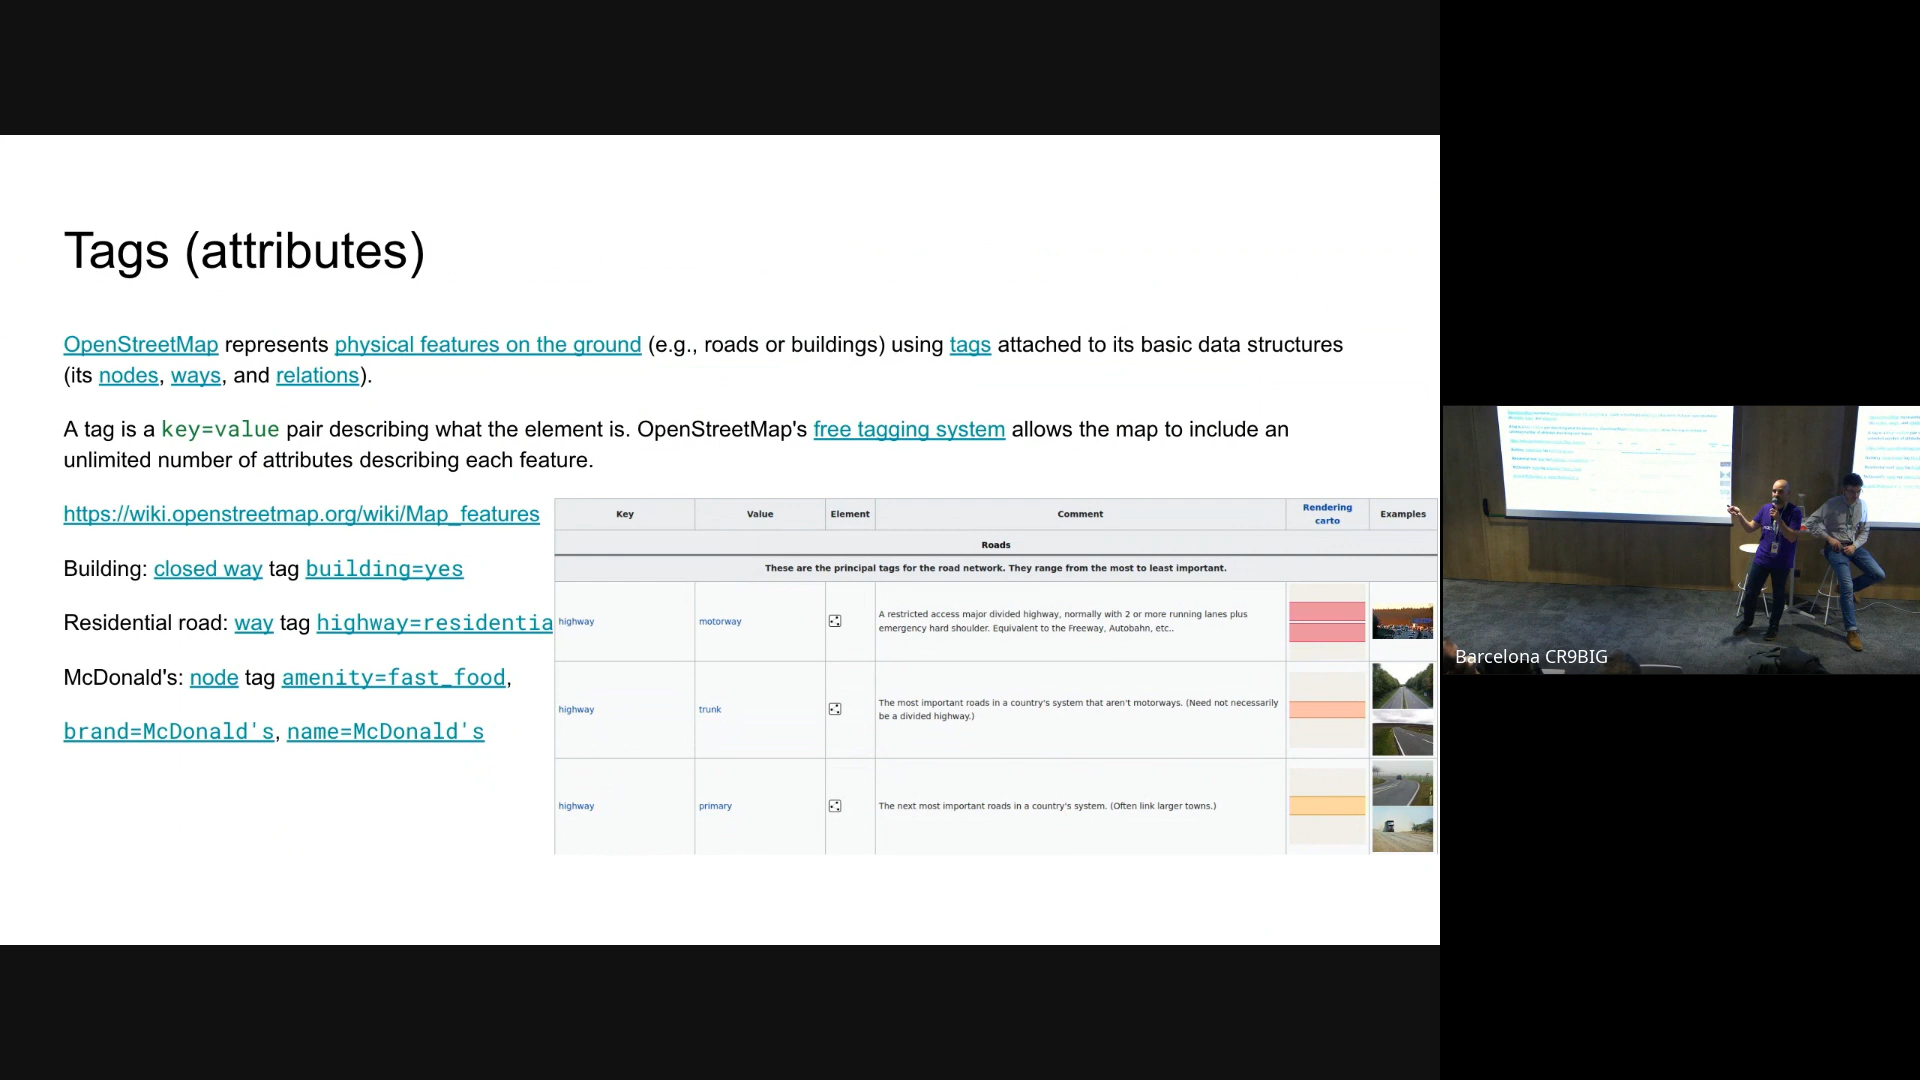 Tags (attributes)
OpenStreetMap represents physical features on the ground (e.g., roads or buildings) using tags attached to its basic data structures
(its nodes, ways, and relations).
A tag is a key=value pair describing what the element is. OpenStreetMap's free tagging system allows the map to include an
unlimited number of attributes describing each feature.
https://wiki.openstreetmap.org/wiki/Map_features
Building: closed way tag building=yes
Residential road: way tag highway=residentia
McDonald's: node tag amenity=fast_food,
brand=McDonald's, name=McDonald's
Key Value Element Comment Rendering carto Examples
Roads
These are the principal tags for the road network. They range from the most to least important.
highway motorway A restricted access major divided highway, normally with 2 or more running lanes plus
emergency hard shoulder. Equivalent to the Freeway, Autobahn, etc..
highway trunk The most important roads in a country's system that aren't motorways. (Need not necessarily
be a divided highway.)
highway primary The next most important roads in a country's system. (Often link larger towns.)
Barcelona CR9BIG